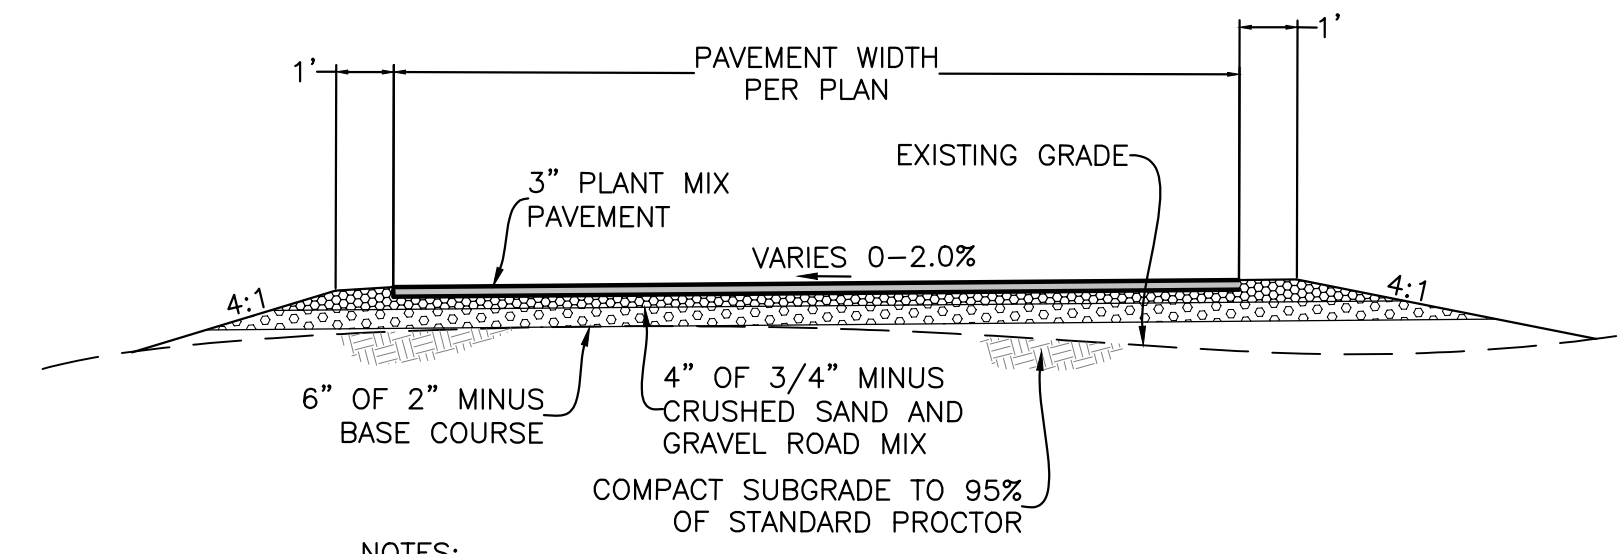 1'
PAVEMENT WIDTH
PER PLAN
1'
EXISTING GRADE
3" PLANT MIX
PAVEMENT
VARIES 0-2.0%
4:1
4:1
6" OF 2" MINUS
BASE COURSE
4" OF 3/4" MINUS
CRUSHED SAND AND
GRAVEL ROAD MIX
COMPACT SUBGRADE TO 95%
OF STANDARD PROCTOR
NOTES: